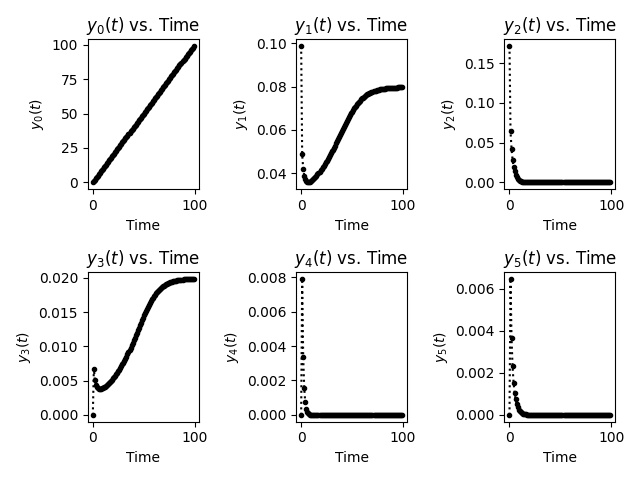 y₀(t) vs. Time
y₁(t) vs. Time
y₂(t) vs. Time
100
75
50
25
0
y₀(t)
0
100
Time
0.10
0.08
0.06
0.04
y₁(t)
0
100
Time
0.15
0.10
0.05
0.00
y₂(t)
0
100
Time
y₃(t) vs. Time
y₄(t) vs. Time
y₅(t) vs. Time
0.020
0.015
0.010
0.005
0.000
y₃(t)
0
100
Time
0.008
0.006
0.004
0.002
0.000
y₄(t)
0
100
Time
0.006
0.004
0.002
0.000
y₅(t)
0
100
Time